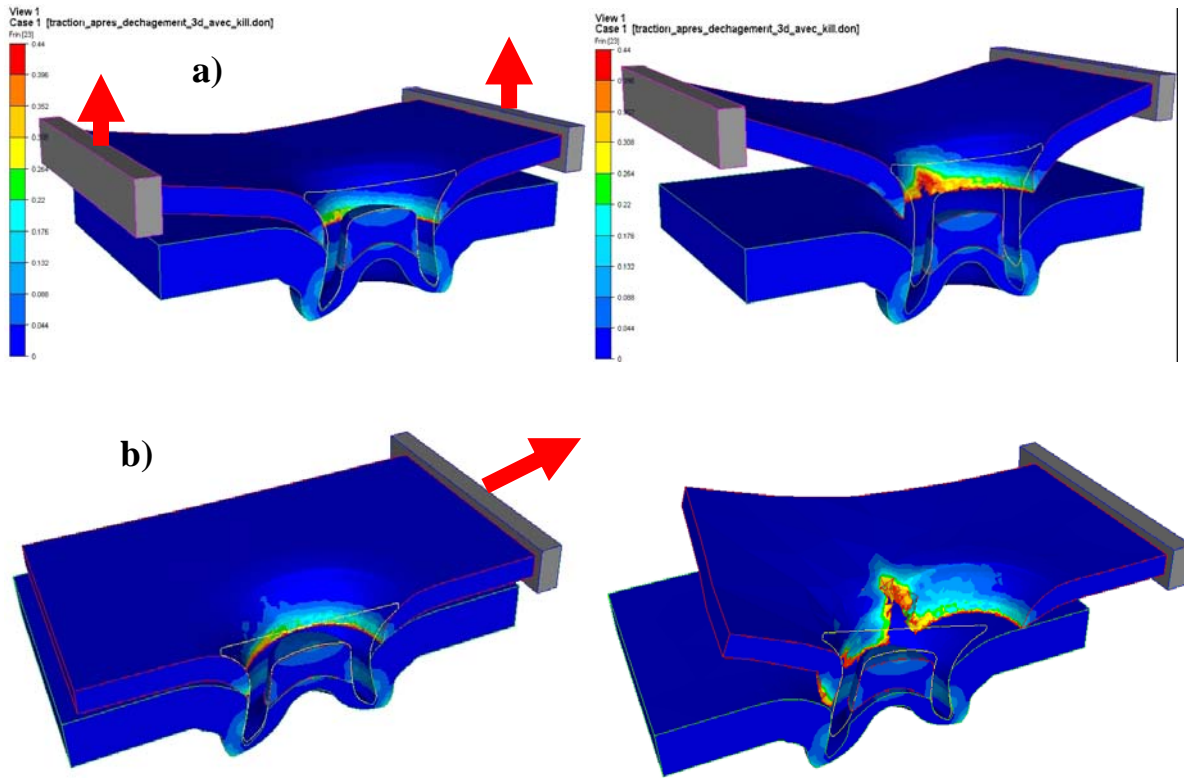 View 1
Case 1 [traction_apres_dechagement_3d_avec_kill.don]
Frin [23]
0.44
0.396
0.352
0.308
0.264
0.22
0.176
0.132
0.088
0.044
0
a)
View 1
Case 1 [traction_apres_dechagement_3d_avec_kill.don]
Frin [23]
0.44
0.308
0.264
0.22
0.176
0.132
0.088
0.044
0
b)